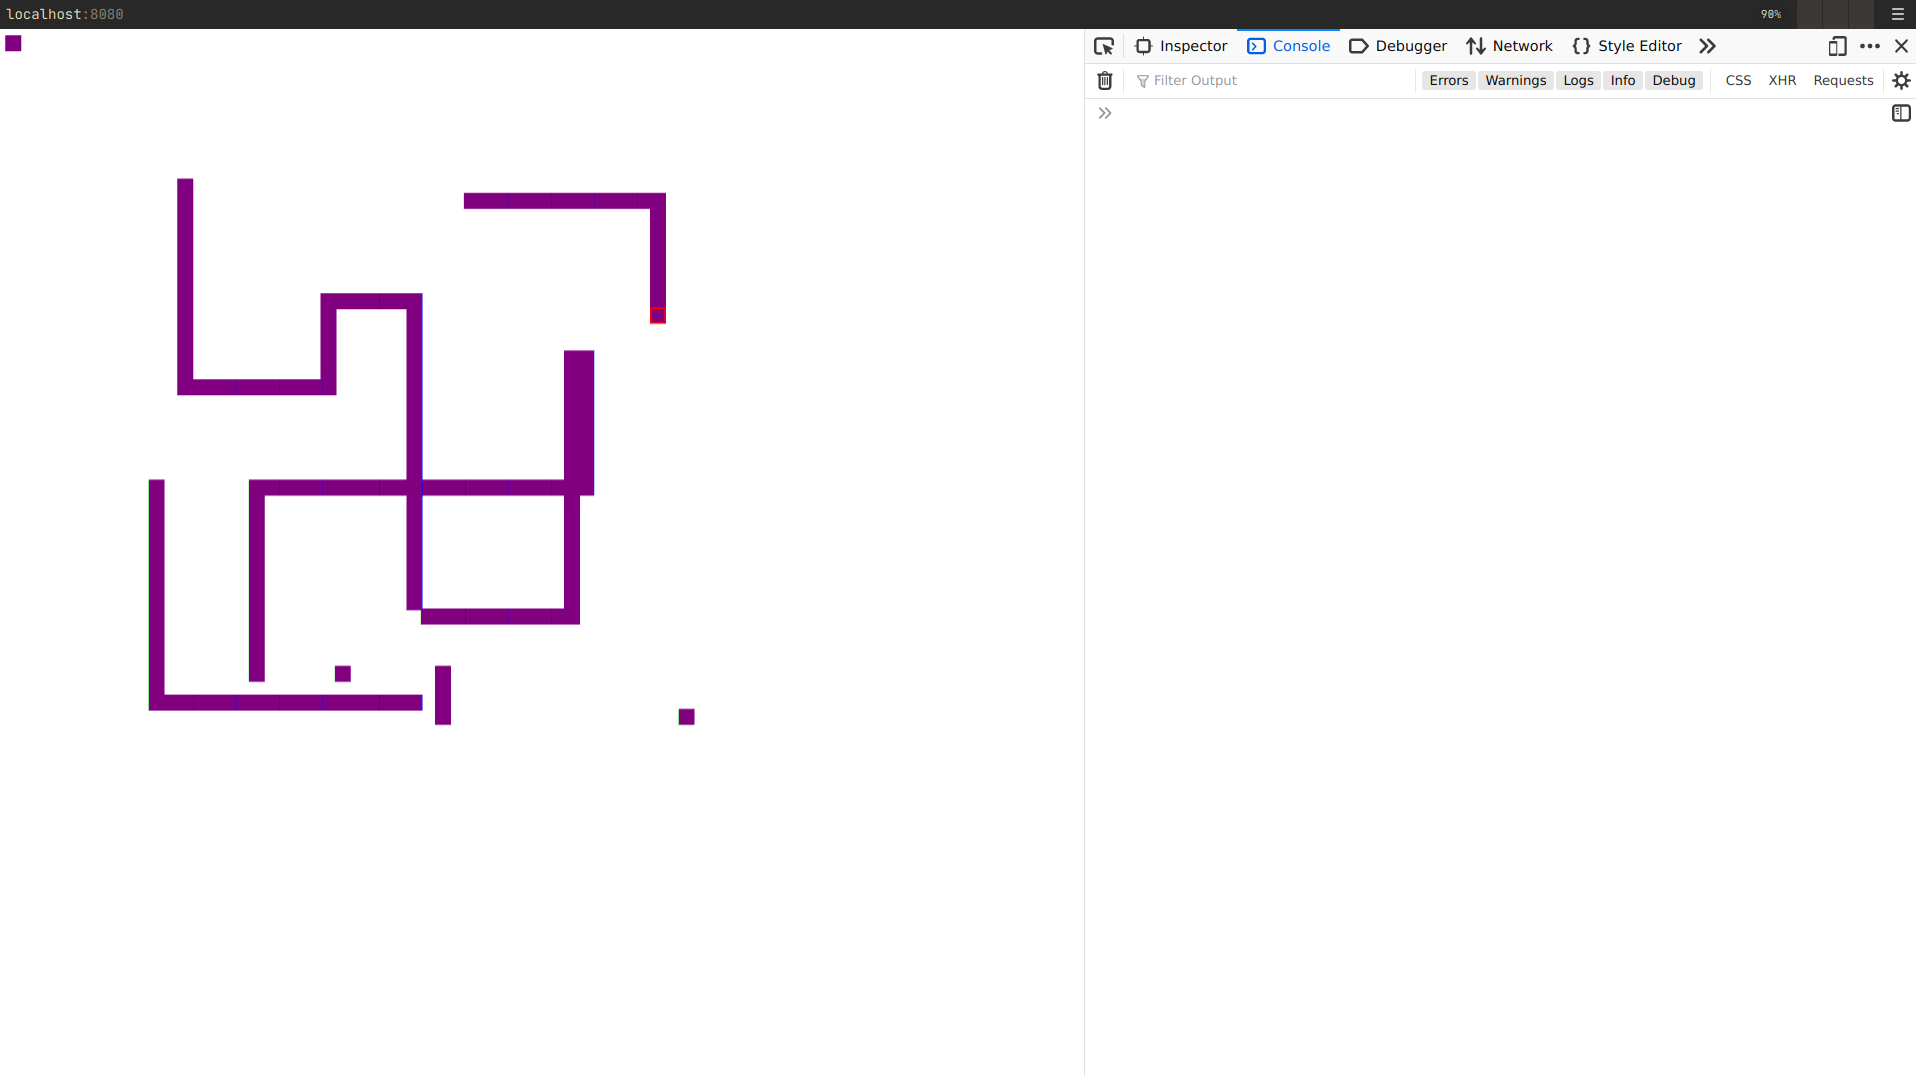 localhost:8080 90%
Inspector Console Debugger Network Style Editor
Filter Output Errors Warnings Logs Info Debug CSS XHR Requests